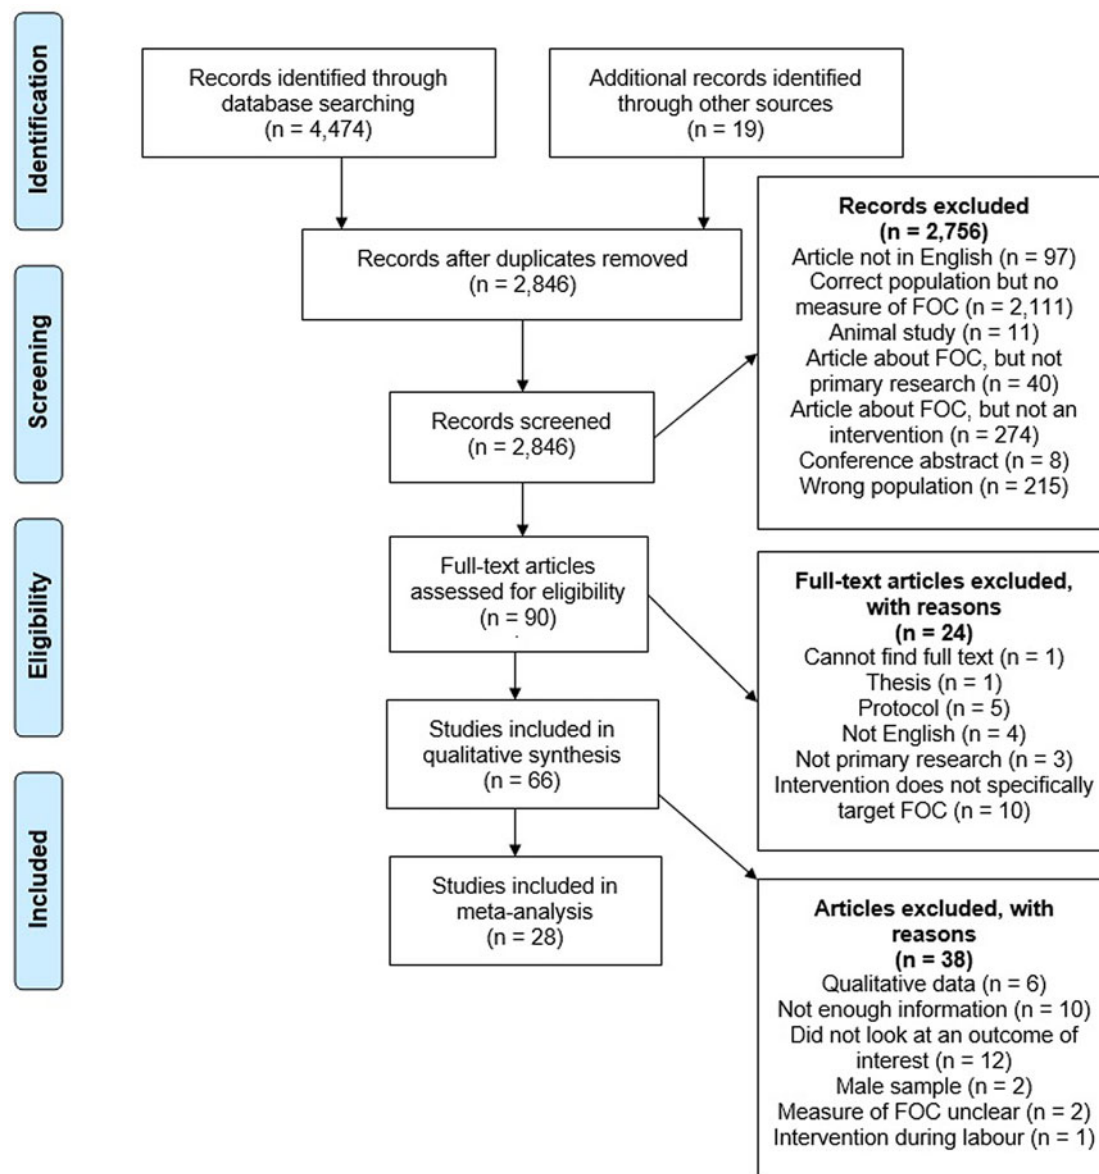 Identification
Records identified through
database searching
(n = 4,474)
Additional records identified
through other sources
(n = 19)
Records after duplicates removed
(n = 2,846)
Screening
Records screened
(n = 2,846)
Records excluded
(n = 2,756)
Article not in English (n = 97)
Correct population but no
measure of FOC (n = 2,111)
Animal study (n = 11)
Article about FOC, but not
primary research (n = 40)
Article about FOC, but not an
intervention (n = 274)
Conference abstract (n = 8)
Wrong population (n = 215)
Eligibility
Full-text articles
assessed for eligibility
(n = 90)
Full-text articles excluded,
with reasons
(n = 24)
Cannot find full text (n = 1)
Thesis (n = 1)
Protocol (n = 5)
Not English (n = 4)
Not primary research (n = 3)
Intervention does not specifically
target FOC (n = 10)
Studies included in
qualitative synthesis
(n = 66)
Included
Studies included in
meta-analysis
(n = 28)
Articles excluded, with
reasons
(n = 38)
Qualitative data (n = 6)
Not enough information (n = 10)
Did not look at an outcome of
interest (n = 12)
Male sample (n = 2)
Measure of FOC unclear (n = 2)
Intervention during labour (n = 1)